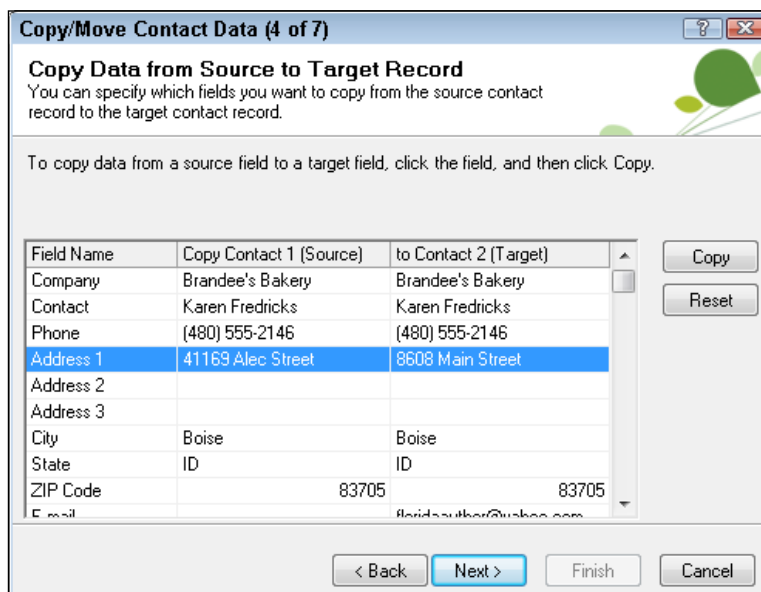 Copy/Move Contact Data (4 of 7)
?
Copy Data from Source to Target Record
You can specify which fields you want to copy from the source contact
record to the target contact record.
To copy data from a source field to a target field, click the field, and then click Copy.
Field Name Copy Contact 1 (Source) to Contact 2 (Target)
Copy
Company Brandee's Bakery Brandee's Bakery
Contact Karen Fredricks Karen Fredricks
Reset
Phone (480) 555-2146 (480) 555-2146
Address 1 41169 Alec Street 8608 Main Street
Address 2
Address 3
City Boise Boise
State ID ID
ZIP Code 83705 83705
E-mail floridaauthor@yahoo.com
< Back Next > Finish Cancel